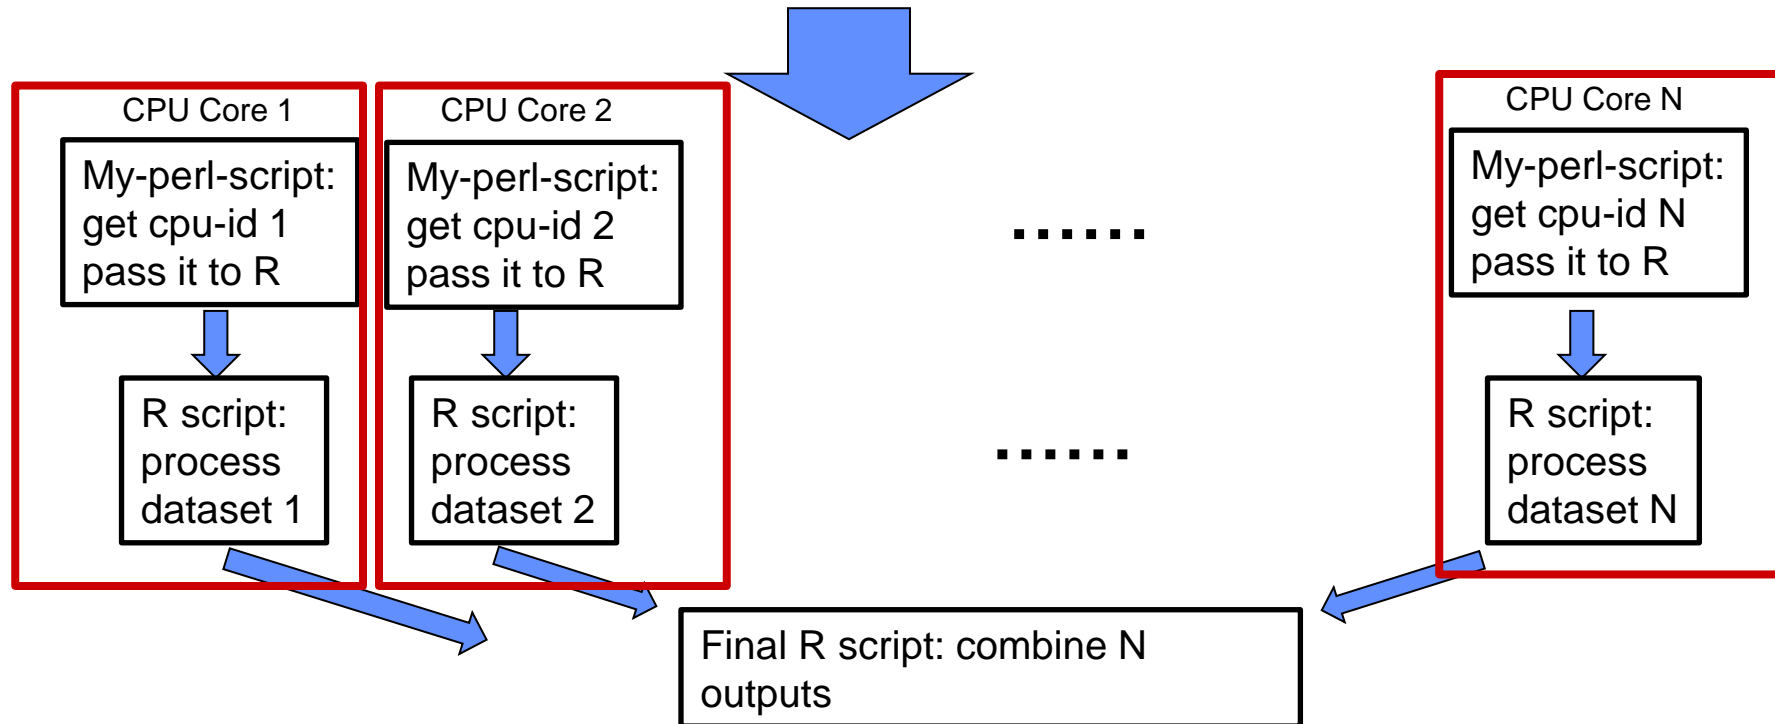 CPU Core 1
My-perl-script:
get cpu-id 1
pass it to R
R script:
process
dataset 1
CPU Core 2
My-perl-script:
get cpu-id 2
pass it to R
R script:
process
dataset 2
......
......
CPU Core N
My-perl-script:
get cpu-id N
pass it to R
R script:
process
dataset N
Final R script: combine N
outputs